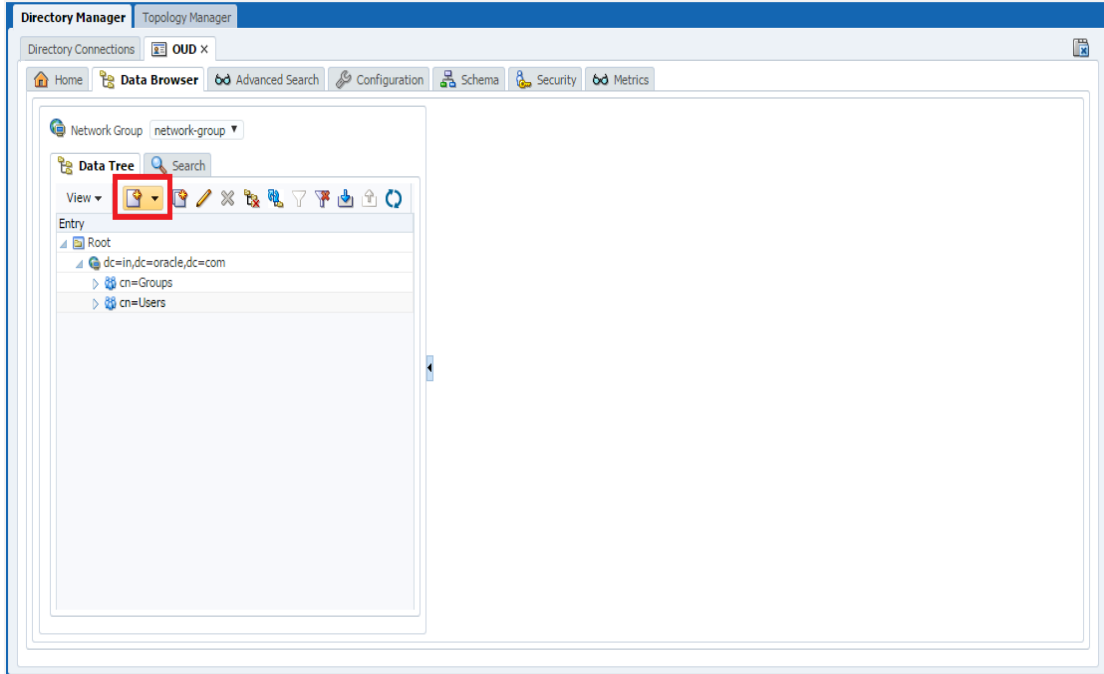 Directory Manager Topology Manager
Directory Connections OUD ×
Home Data Browser Advanced Search Configuration Schema Security Metrics
Network Group network-group
Data Tree Search
View
Entry
Root
dc=in,dc=oracle,dc=com
cn=Groups
cn=Users